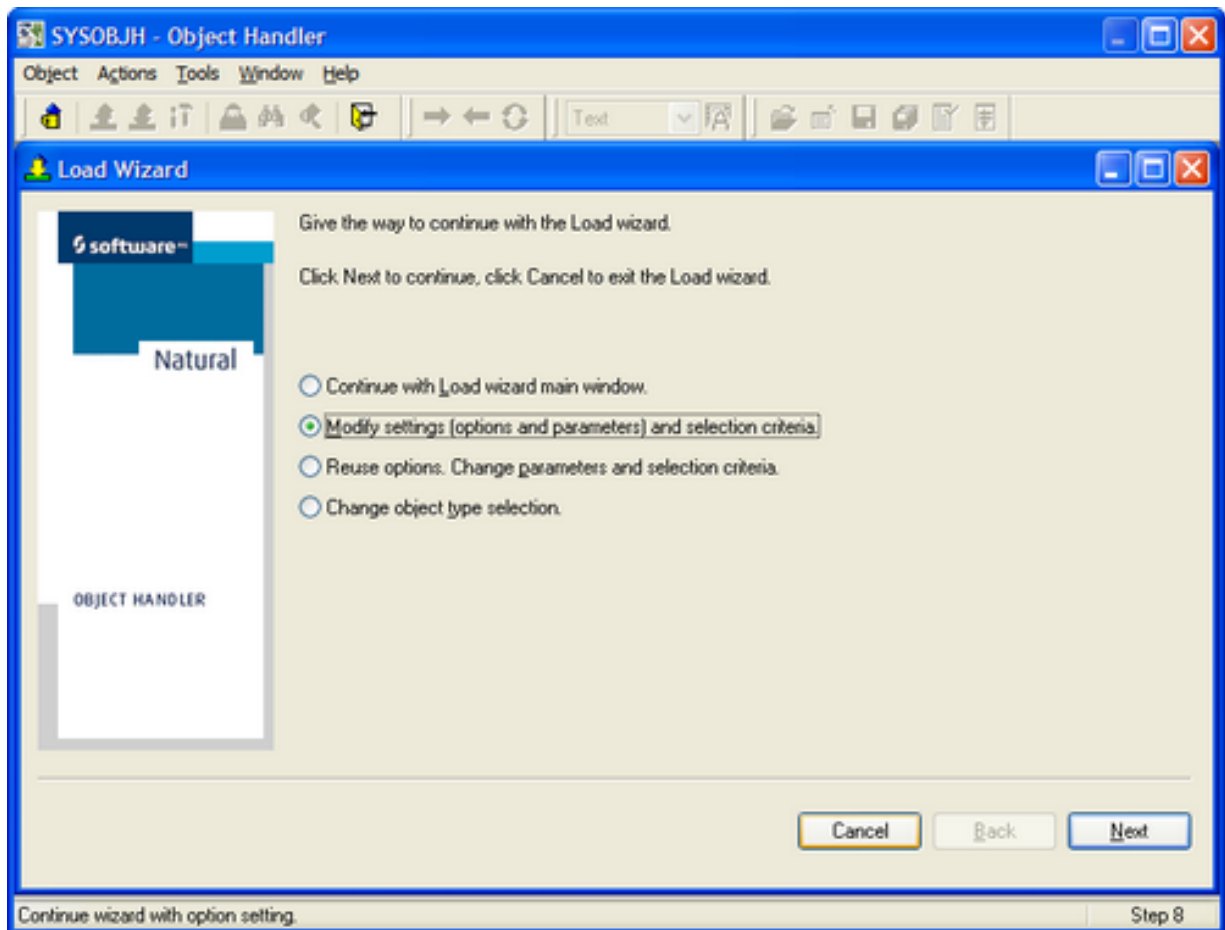 SYSOBJH - Object Handler
Object Actions Tools Window Help
Text
Load Wizard
software
Natural
OBJECT HANDLER
Give the way to continue with the Load wizard.
Click Next to continue, click Cancel to exit the Load wizard.
Continue with Load wizard main window.
Modify settings (options and parameters) and selection criteria.
Reuse options. Change parameters and selection criteria.
Change object type selection.
Cancel Back Next
Continue wizard with option setting. Step 8